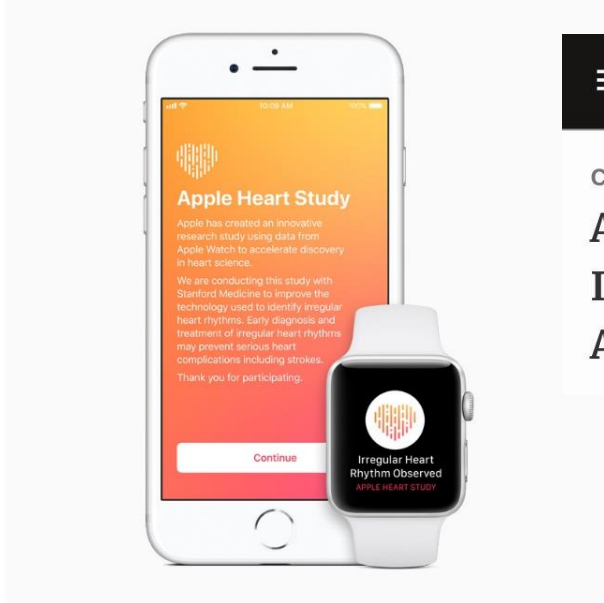 10:09 AM
100%
Apple Heart Study
Apple has created an innovative
research study using data from
Apple Watch to accelerate discovery
in heart science.
We are conducting this study with
Stanford Medicine to improve the
technology used to identify irregular
heart rhythms. Early diagnosis and
treatment of irregular heart rhythms
may prevent serious heart
complications including strokes.
Thank you for participating.
Continue
Irregular Heart
Rhythm Observed
APPLE HEART STUDY